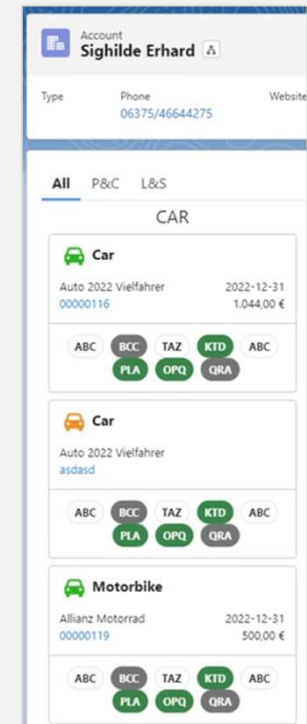 Account
Sighilde Erhard
Type Phone Website
06375/46644275
All P&C L&S
CAR
Car
Auto 2022 Vielfahrer 2022-12-31
00000116 1.044,00 €
ABC BCC TAZ KTD ABC
PLA OPQ QRA
Car
Auto 2022 Vielfahrer
asdasd
ABC BCC TAZ KTD ABC
PLA OPQ QRA
Motorbike
Allianz Motorrad 2022-12-31
00000119 500,00 €
ABC BCC TAZ KTD ABC
PLA OPQ QRA